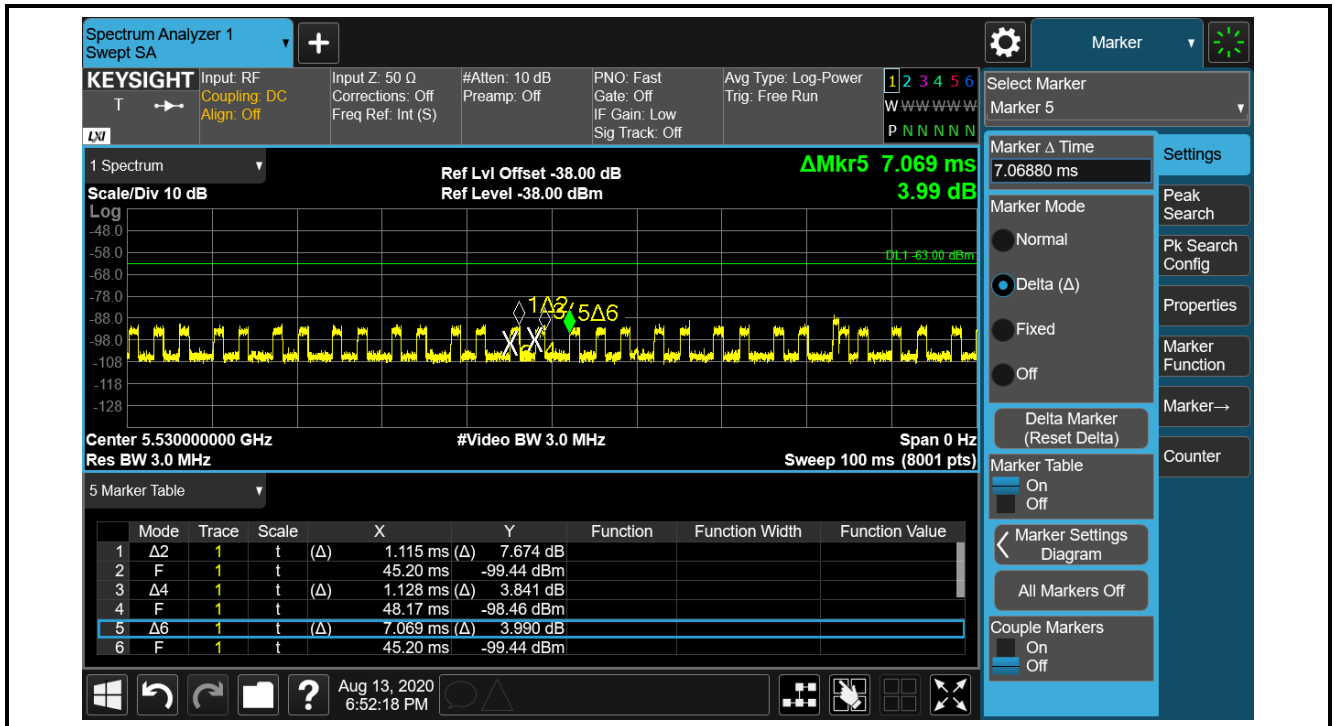 Spectrum Analyzer 1
Swept SA
Marker
KEYSIGHT
T
LXI
Input: RF
Coupling: DC
Align: Off
Input Z: 50 Ω
Corrections: Off
Freq Ref: Int (S)
#Atten: 10 dB
Preamp: Off
PNO: Fast
Gate: Off
IF Gain: Low
Sig Track: Off
Avg Type: Log-Power
Trig: Free Run
1 2 3 4 5 6
W W W W W W
P N N N N N
1 Spectrum
Scale/Div 10 dB
Ref Lvl Offset -38.00 dB
Ref Level -38.00 dBm
ΔMkr5 7.069 ms
3.99 dB
Log
-48.0
-58.0
-68.0
-78.0
-88.0
-98.0
-108
-118
-128
DL1 -63.00 dBm
1Δ2
5Δ6
X
X
4
Center 5.530000000 GHz
#Video BW 3.0 MHz
Span 0 Hz
Res BW 3.0 MHz
Sweep 100 ms (8001 pts)
5 Marker Table
Mode Trace Scale X Y Function Function Width Function Value
1 Δ2 1 t (Δ) 1.115 ms (Δ) 7.674 dB
2 F 1 t 45.20 ms -99.44 dBm
3 Δ4 1 t (Δ) 1.128 ms (Δ) 3.841 dB
4 F 1 t 48.17 ms -98.46 dBm
5 Δ6 1 t (Δ) 7.069 ms (Δ) 3.990 dB
6 F 1 t 45.20 ms -99.44 dBm
?
Aug 13, 2020
6:52:18 PM
Select Marker
Marker 5
Marker Δ Time
7.06880 ms
Marker Mode
Normal
Delta (Δ)
Fixed
Off
Delta Marker
(Reset Delta)
Marker Table
On
Off
Marker Settings
Diagram
All Markers Off
Couple Markers
On
Off
Settings
Peak
Search
Pk Search
Config
Properties
Marker
Function
Marker→
Counter